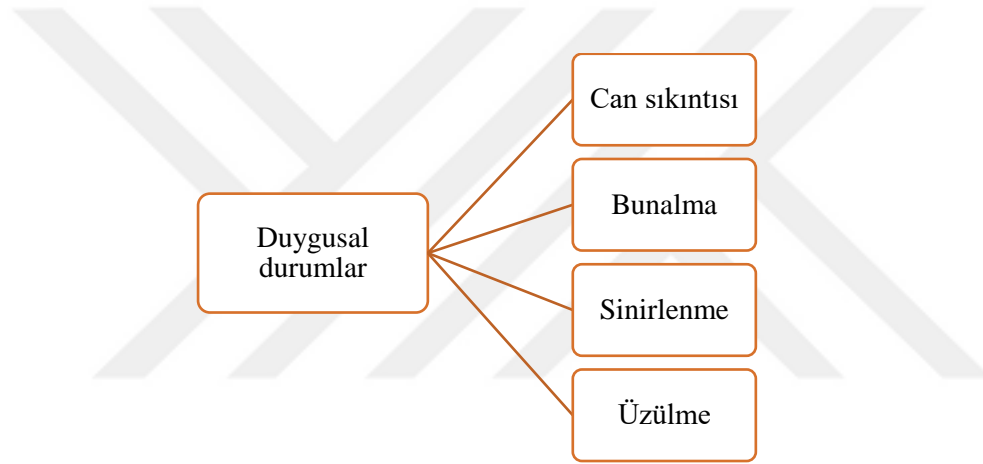 Can sıkıntısı
Bunalma
Duygusal
durumlar
Sinirlenme
Üzülme